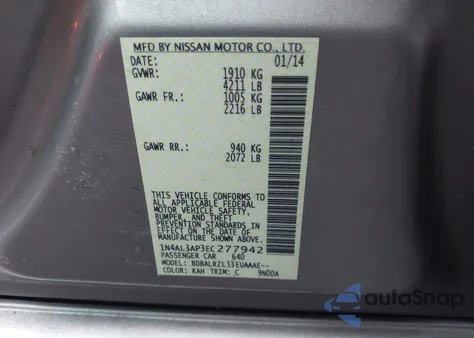 MFD BY NISSAN MOTOR CO., LTD.
DATE: 01/14
GVWR: 1910 KG
4211 LB
GAWR FR.: 1005 KG
2216 LB
GAWR RR.: 940 KG
2072 LB
THIS VEHICLE CONFORMS TO
ALL APPLICABLE FEDERAL
MOTOR VEHICLE SAFETY,
BUMPER, AND THEFT
PREVENTION STANDARDS IN
EFFECT ON THE DATE OF
MANUFACTURE SHOWN ABOVE.
1N4AL3AP3EC277942
PASSENGER CAR 640
MODEL: BDBALRZL33EUAAAE--
COLOR: KAH TRIM: C 9N00A
autoSnap